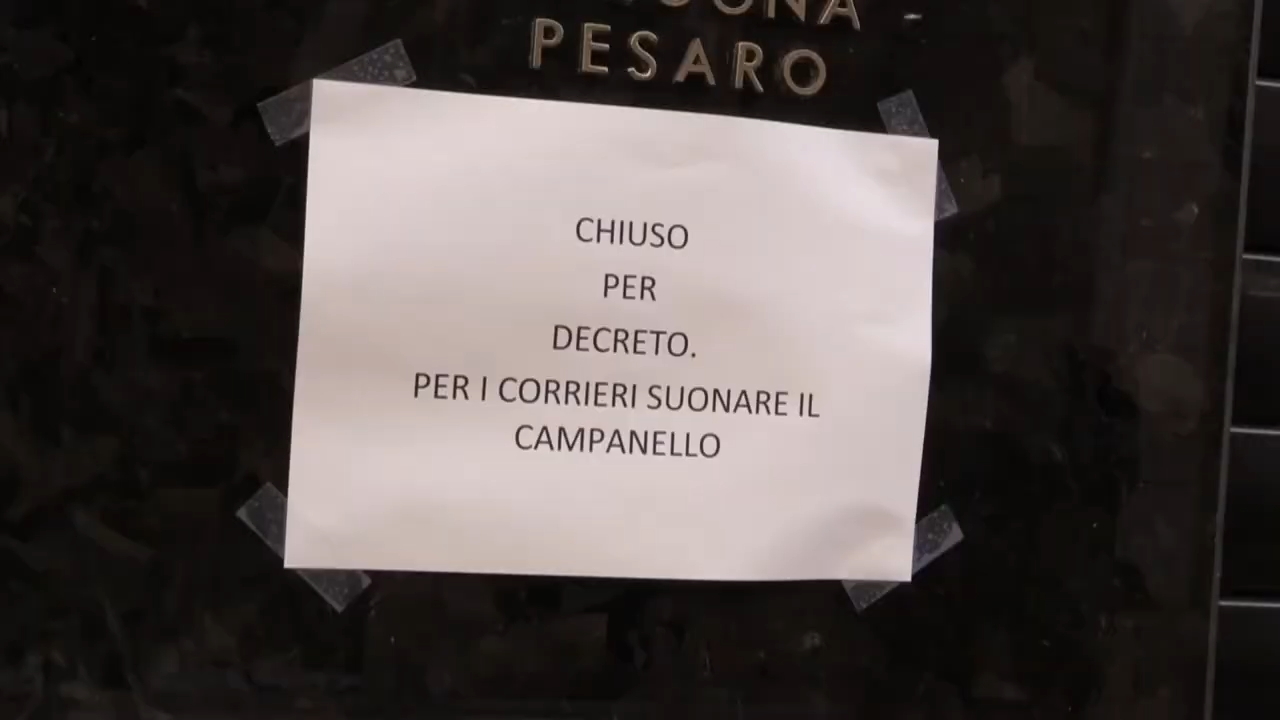 PESARO
CHIUSO
PER
DECRETO.
PER I CORRIERI SUONARE IL
CAMPANELLO